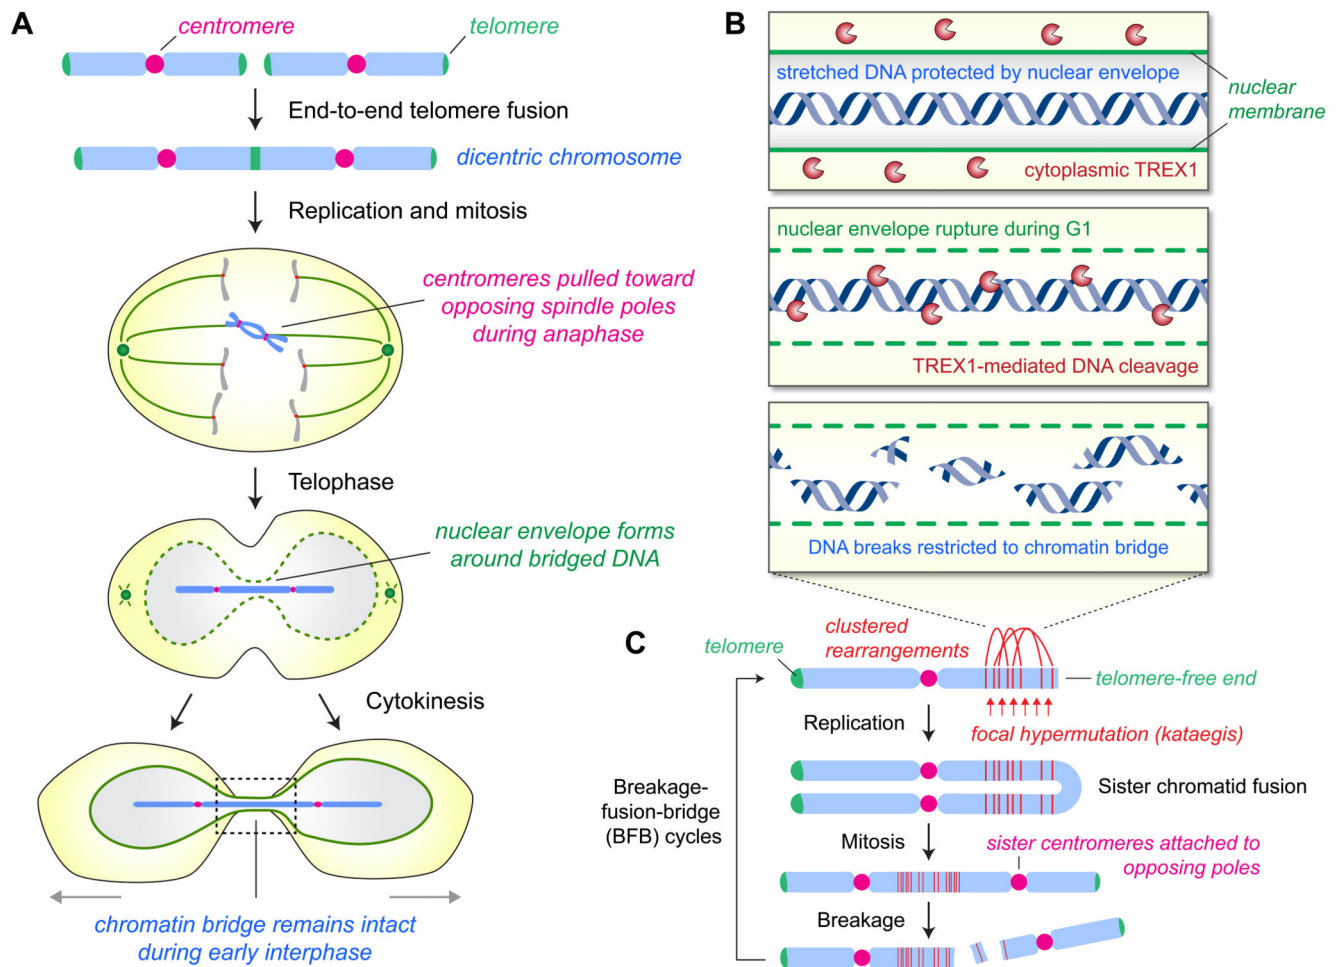 A
centromere
telomere
End-to-end telomere fusion
dicentric chromosome
Replication and mitosis
centromeres pulled toward
opposing spindle poles
during anaphase
Telophase
nuclear envelope forms
around bridged DNA
Cytokinesis
chromatin bridge remains intact
during early interphase
B
stretched DNA protected by nuclear envelope
nuclear
membrane
cytoplasmic TREX1
nuclear envelope rupture during G1
TREX1-mediated DNA cleavage
DNA breaks restricted to chromatin bridge
C
telomere
clustered
rearrangements
telomere-free end
Replication
focal hypermutation (kataegis)
Breakage-
fusion-bridge
(BFB) cycles
Sister chromatid fusion
Mitosis
sister centromeres attached to
opposing poles
Breakage